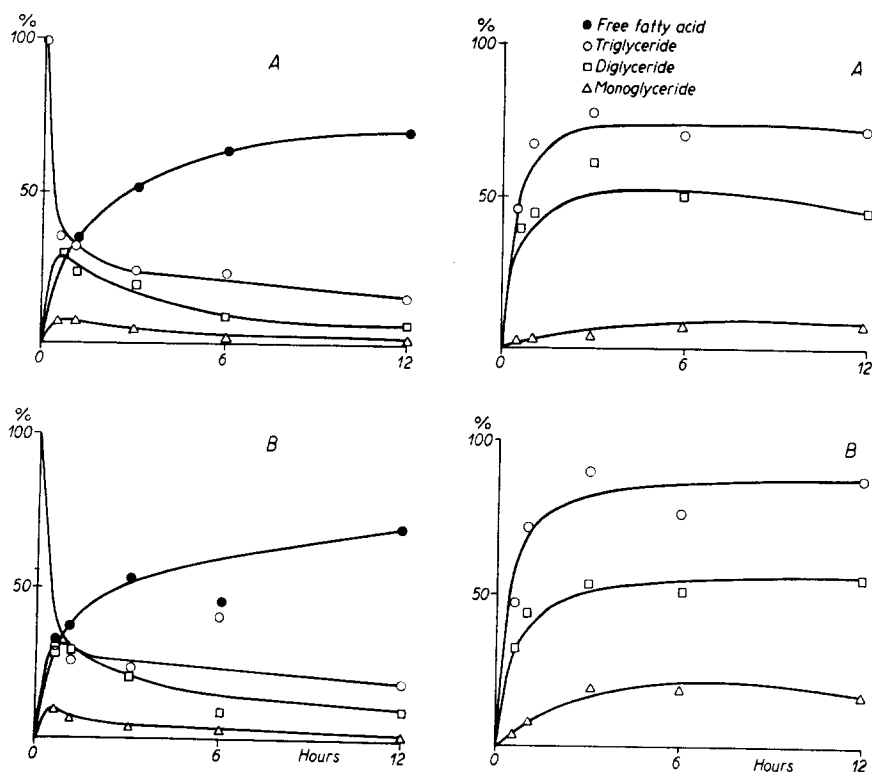 %
100
50
0
6
12
A
● Free fatty acid
○ Triglyceride
□ Diglyceride
△ Monoglyceride
%
100
50
0
6
12
A
%
100
50
0
6
Hours
12
B
%
100
50
0
6
Hours
12
B